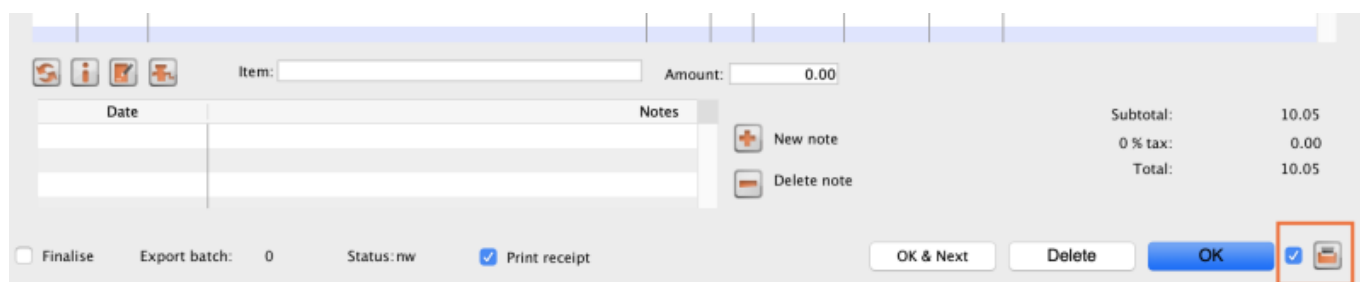 Item: Amount: 0.00
Date Notes
Subtotal: 10.05
New note
0 % tax: 0.00
Total: 10.05
Delete note
Finalise Export batch: 0 Status: nw Print receipt OK & Next Delete OK